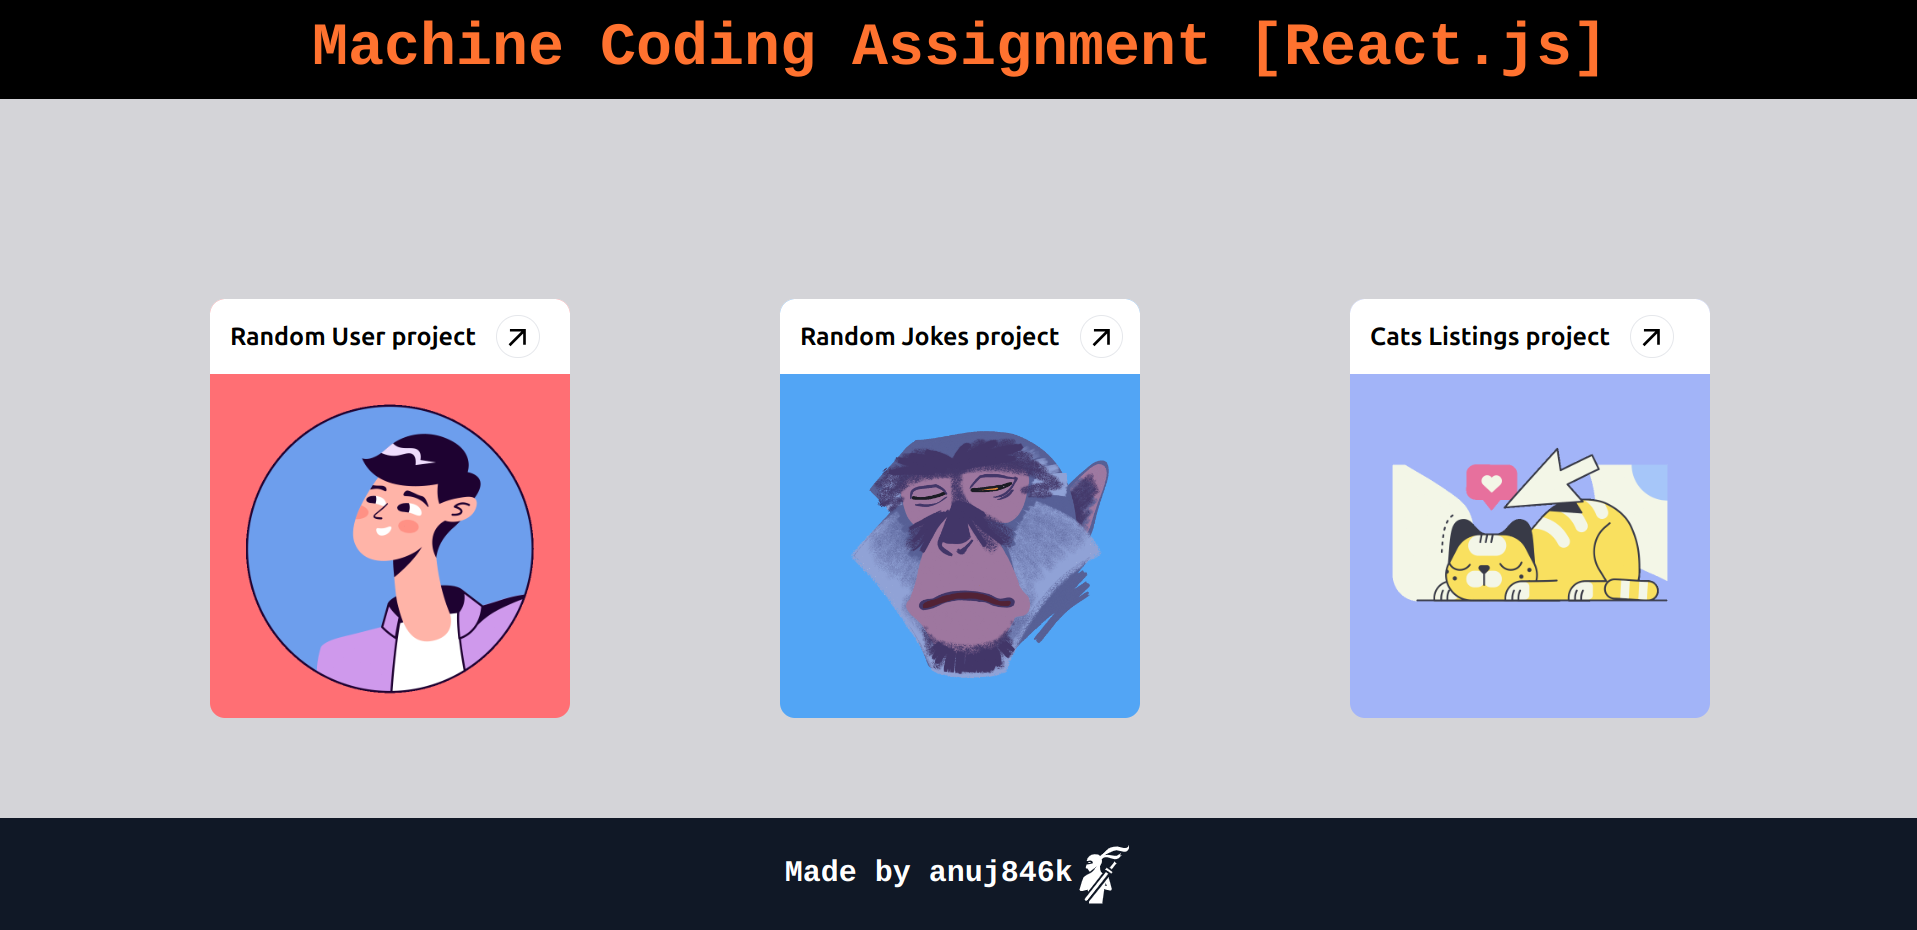 Machine Coding Assignment [React.js]
Random User project
Random Jokes project
Cats Listings project
Made by anuj846k